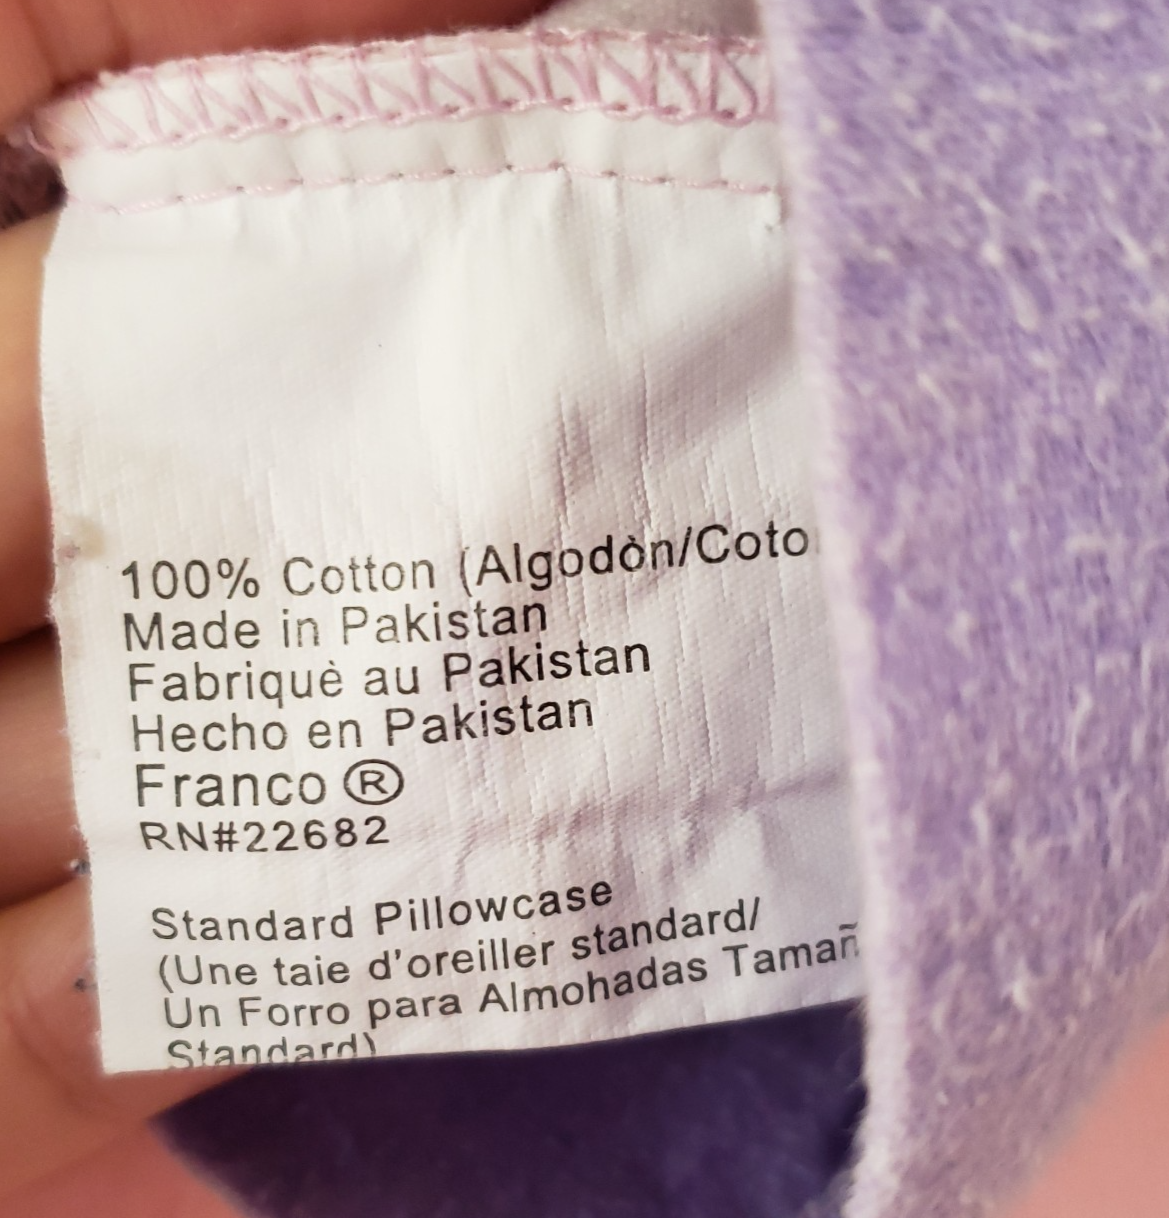 100% Cotton (Algodòn/Coto
Made in Pakistan
Fabriquè au Pakistan
Hecho en Pakistan
Franco ®
RN#22682
Standard Pillowcase
(Une taie d'oreiller standard/
Un Forro para Almohadas Tamañ
Standard)